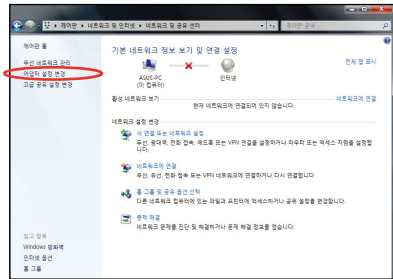 제어판 ▸ 네트워크 및 인터넷 ▸ 네트워크 및 공유 센터
제어판 검색
제어판 홈
무선 네트워크 관리
어댑터 설정 변경
고급 공유 설정 변경
기본 네트워크 정보 보기 및 연결 설정
전체 맵 표시
ASUS-PC
(이 컴퓨터)
인터넷
활성 네트워크 보기
네트워크에 연결
현재 네트워크에 연결되어 있지 않습니다.
네트워크 설정 변경
새 연결 또는 네트워크 설정
무선, 광대역, 전화 접속, 애드혹 또는 VPN 연결을 설정하거나 라우터 또는 액세스 지점을 설정합
니다.
네트워크에 연결
무선, 유선, 전화 접속 또는 VPN 네트워크에 연결하거나 다시 연결합니다
홈 그룹 및 공유 옵션 선택
다른 네트워크 컴퓨터에 있는 파일과 프린터에 액세스하거나 공유 설정을 변경합니다.
문제 해결
네트워크 문제를 진단 및 해결하거나 문제 해결 정보를 얻습니다.
참고 항목
Windows 방화벽
인터넷 옵션
홈 그룹